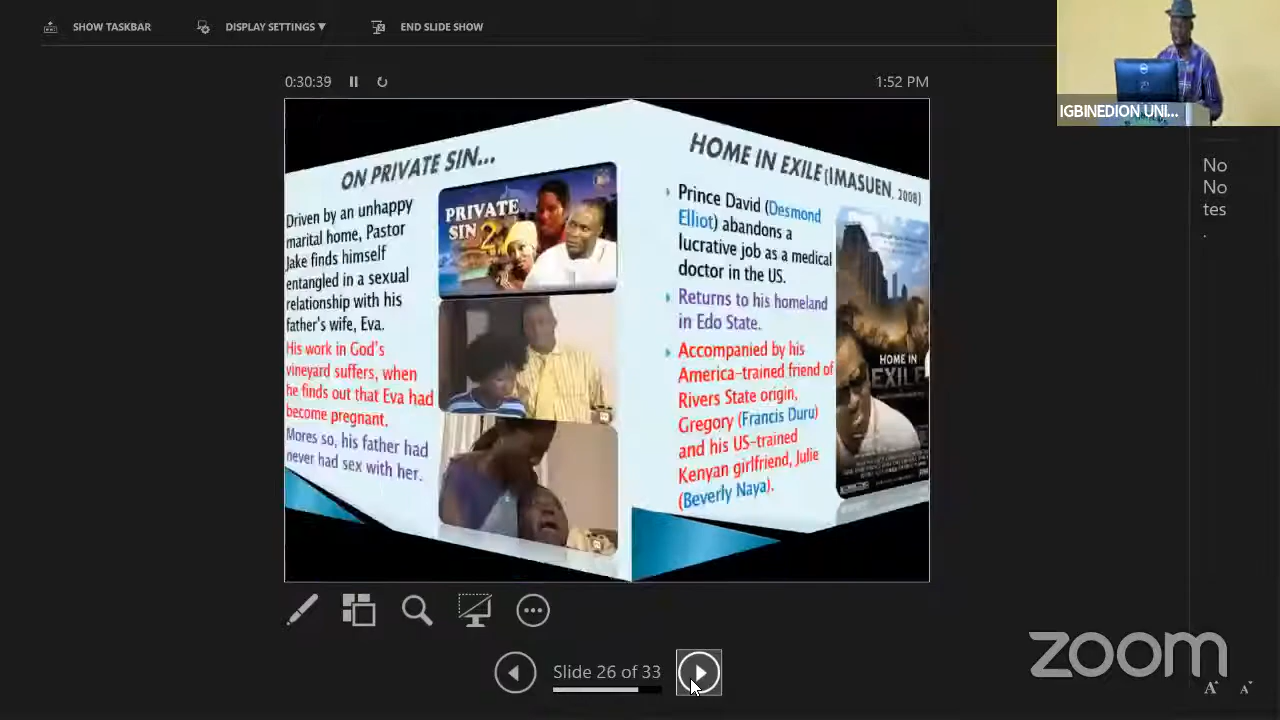 SHOW TASKBAR
DISPLAY SETTINGS ▼
END SLIDE SHOW
IGBINEDION UNI...
0:30:39
1:52 PM
No
No
tes
.
ON PRIVATE SIN...
Driven by an unhappy
marital home, Pastor
Jake finds himself
entangled in a sexual
relationship with his
father's wife, Eva.
His work in God's
vineyard suffers, when
he finds out that Eva had
become pregnant.
Mores so, his father had
never had sex with her.
PRIVATE
SIN 2
HOME IN EXILE (IMASUEN, 2008)
Prince David (Desmond
Elliot) abandons a
lucrative job as a medical
doctor in the US.
Returns to his homeland
in Edo State.
Accompanied by his
America-trained friend of
Rivers State origin,
Gregory (Francis Duru)
and his US-trained
Kenyan girlfriend, Julie
(Beverly Naya).
HOME IN
EXILE
Slide 26 of 33
zoom
A A